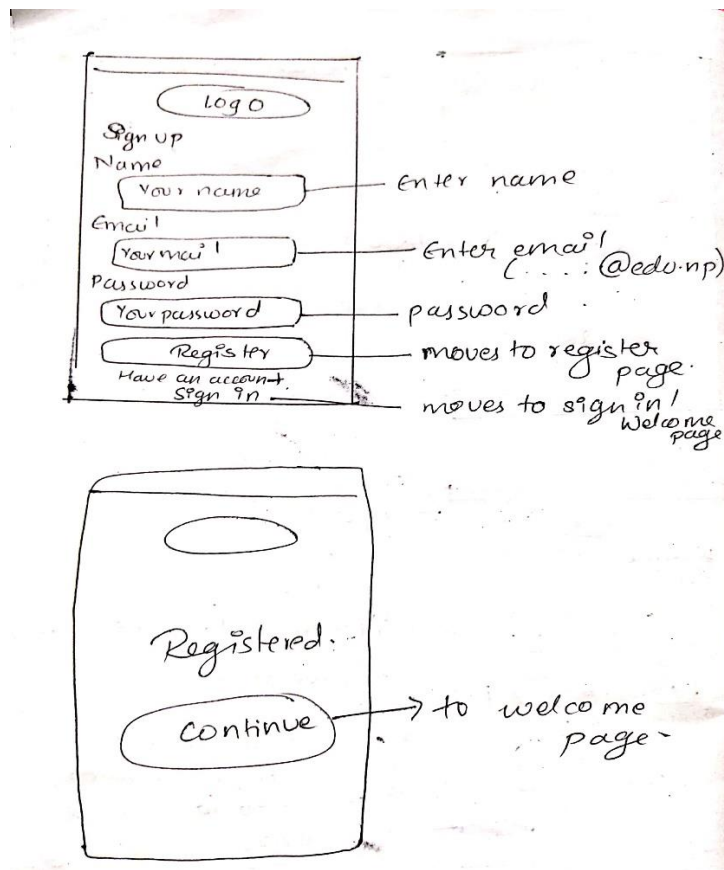 Logo
Sign up
Name
Your name
Enter name
Email
Your mail
Enter email
(....: @edu.np)
Password
Your password
password
Register
moves to register
page.
Have an account.
Sign in
moves to sign in/
Welcome
page
Registered.
Continue
to welcome
page-